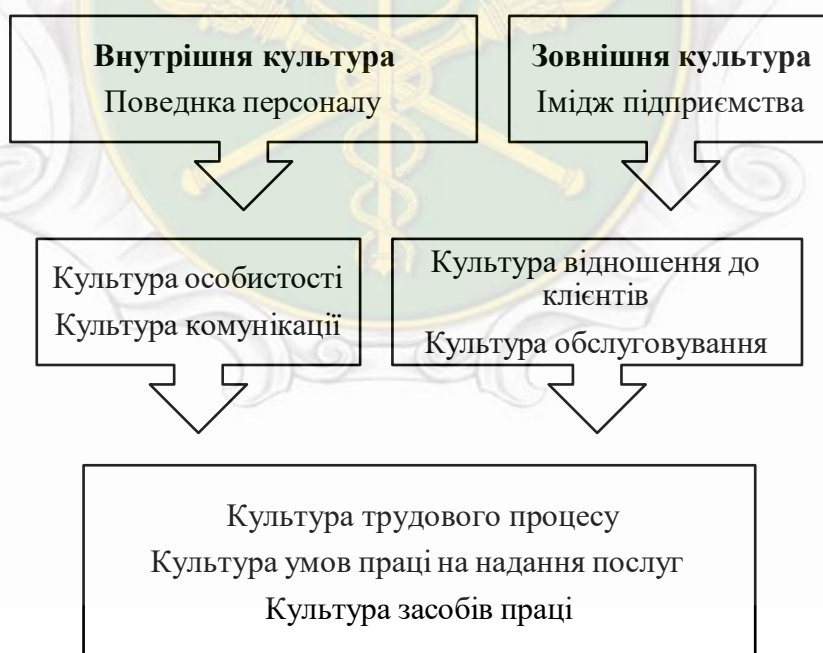 Внутрішня культура
Поведнка персоналу
Зовнішня культура
Імідж підприємства
Культура особистості
Культура комунікації
Культура відношення до
клієнтів
Культура обслуговування
Культура трудового процесу
Культура умов праці на надання послуг
Культура засобів праці